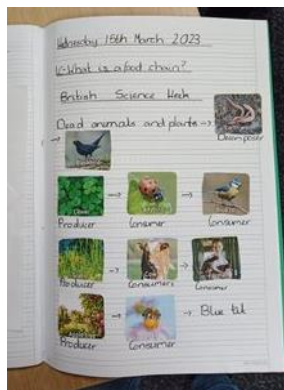 Wednesday 15th March 2023
LC-What is a food chain?
British Science Week
Dead animals and plants →
Decomposer
Producer Consumer Consumer
Producer Consumers Consumer
→ Blue tit
Producer Consumer